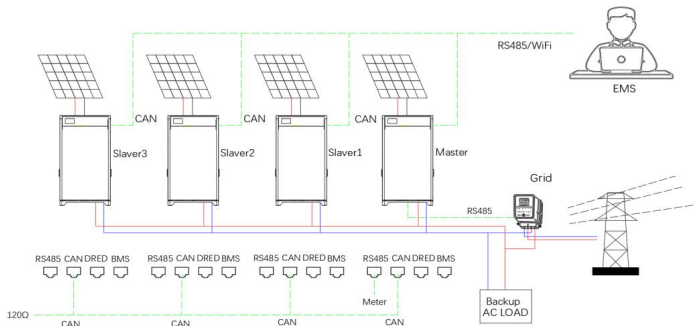 RS485/WiFi
EMS
CAN
CAN
CAN
Slaver3
Slaver2
Slaver1
Master
Grid
RS485
RS485 CAN DRED BMS
RS485 CAN DRED BMS
RS485 CAN DRED BMS
RS485 CAN DRED BMS
Meter
Backup
AC LOAD
120Ω
CAN
CAN
CAN
CAN